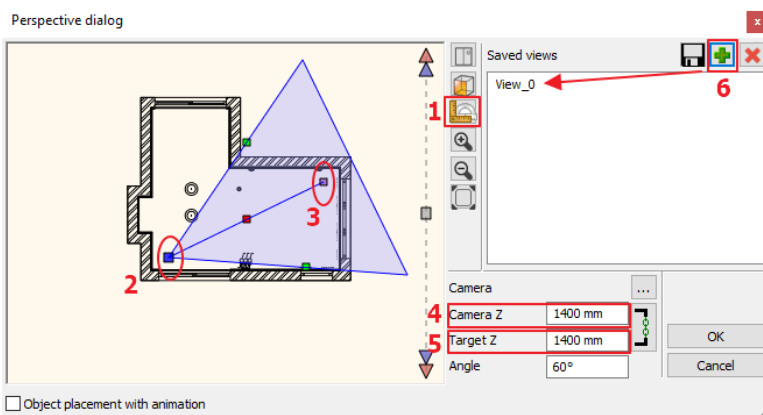 Perspective dialog
x
Saved views
View_0
6
1
3
2
Camera
...
4 Camera Z 1400 mm
5 Target Z 1400 mm
OK
Angle 60°
Cancel
Object placement with animation